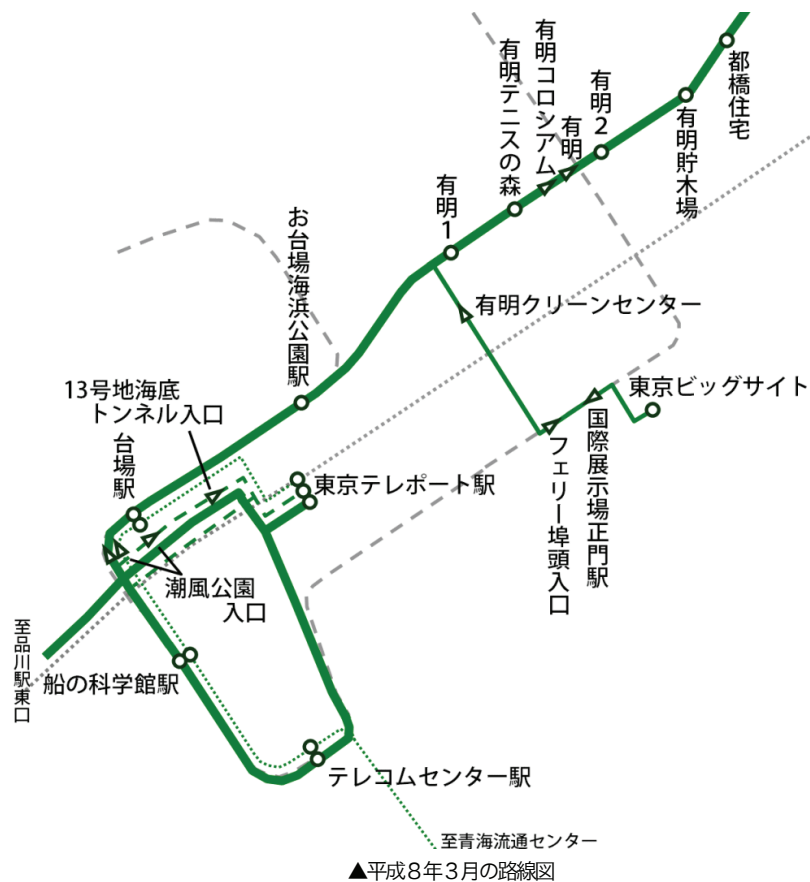 都橋住宅
有明貯木場
有明2
有明
有明コロシアム
有明テニスの森
有明1
お台場海浜公園駅
有明クリーンセンター
東京ビッグサイト
国際展示場正門駅
フェリー埠頭入口
13号地海底
トンネル入口
台場駅
東京テレポート駅
潮風公園
入口
至品川駅東口
船の科学館駅
テレコムセンター駅
至青海流通センター
▲平成8年3月の路線図